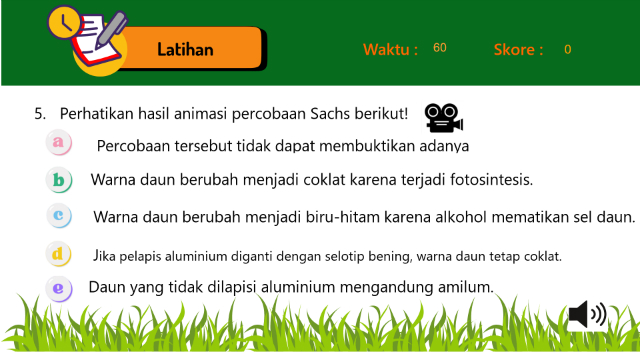 Latihan
Waktu : 60
Skore : 0
5. Perhatikan hasil animasi percobaan Sachs berikut!
a Percobaan tersebut tidak dapat membuktikan adanya
b Warna daun berubah menjadi coklat karena terjadi fotosintesis.
c Warna daun berubah menjadi biru-hitam karena alkohol mematikan sel daun.
d Jika pelapis aluminium diganti dengan selotip bening, warna daun tetap coklat.
e Daun yang tidak dilapisi aluminium mengandung amilum.